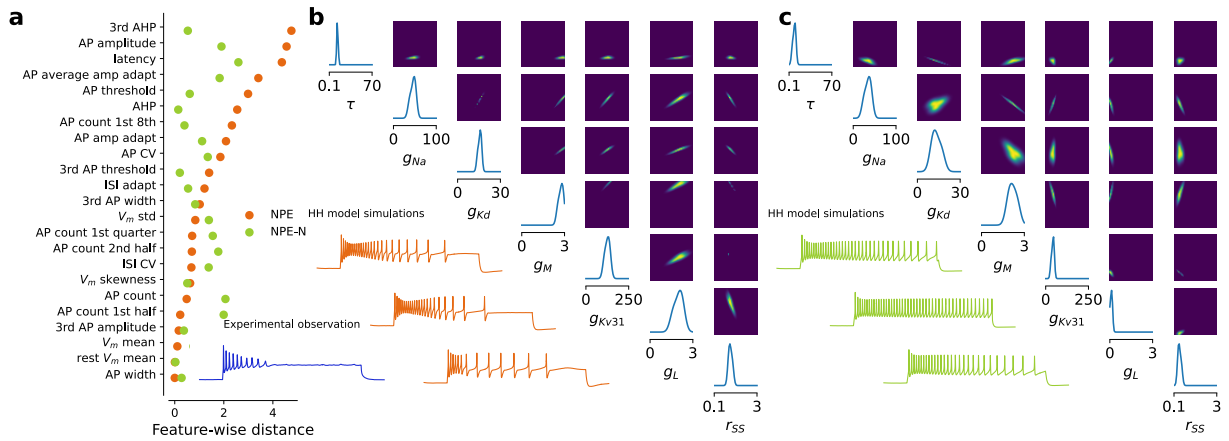 a
3rd AHP
AP amplitude
latency
AP average amp adapt
AP threshold
AHP
AP count 1st 8th
AP amp adapt
AP CV
3rd AP threshold
ISI adapt
3rd AP width
V_m std
AP count 1st quarter
AP count 2nd half
ISI CV
V_m skewness
AP count
AP count 1st half
3rd AP amplitude
V_m mean
rest V_m mean
AP width
0 2 4
Feature-wise distance
NPE
NPE-N
b
0.1 70
τ
0 100
g_Na
0 30
g_Kd
0 3
g_M
0 250
g_Kv31
0 3
g_L
0.1 3
r_SS
HH model simulations
Experimental observation
c
0.1 70
τ
0 100
g_Na
0 30
g_Kd
0 3
g_M
0 250
g_Kv31
0 3
g_L
0.1 3
r_SS
HH model simulations